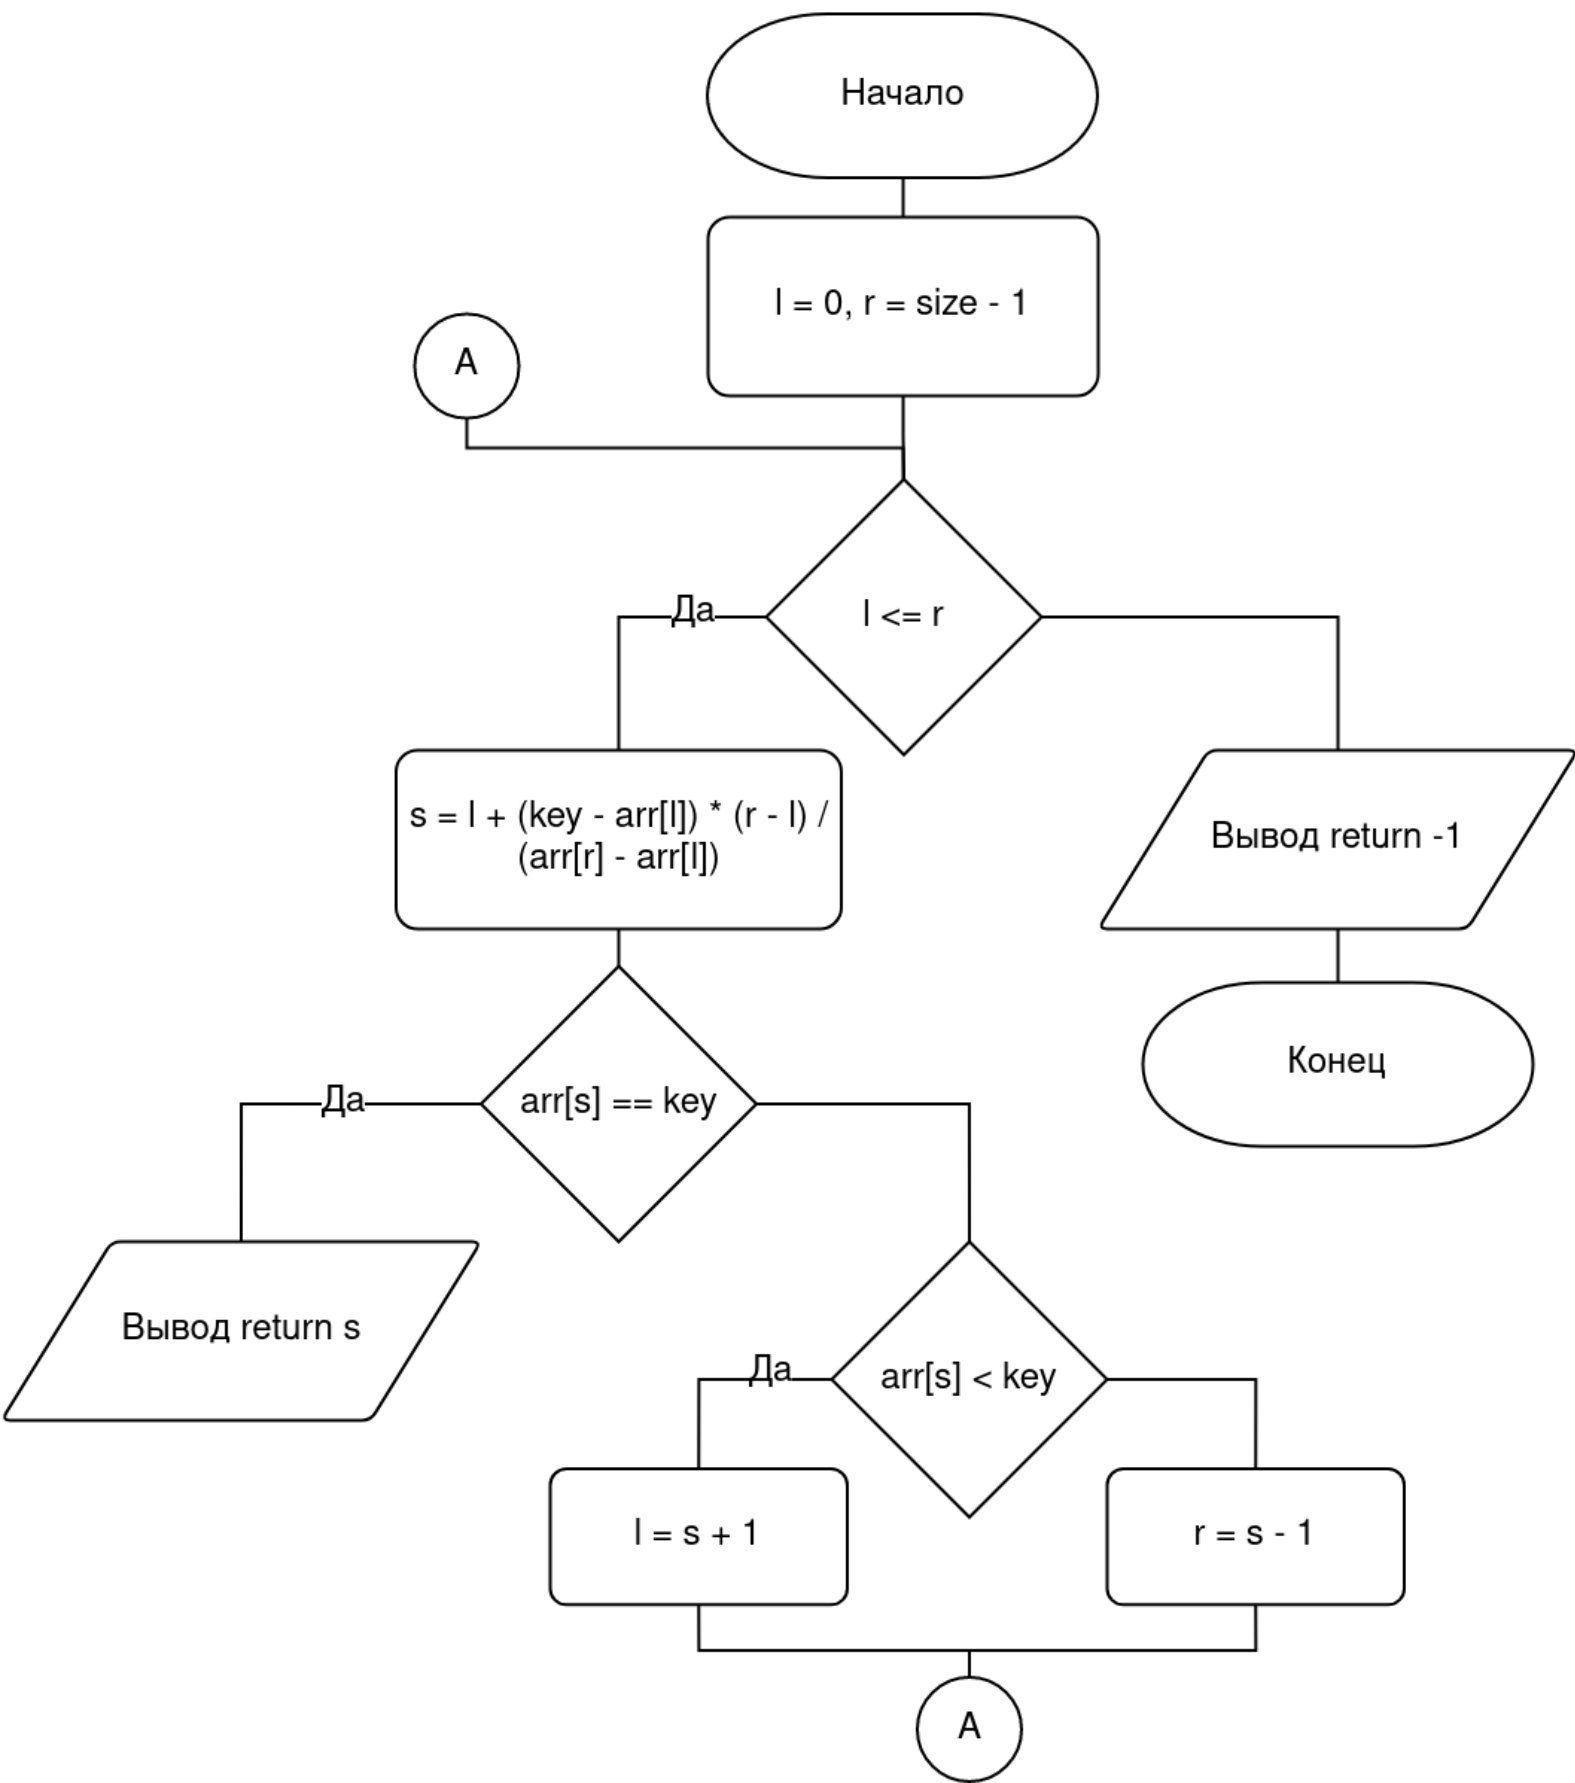 Начало
l = 0, r = size - 1
A
l <= r
Да
s = l + (key - arr[l]) * (r - l) /
(arr[r] - arr[l])
Вывод return -1
Конец
arr[s] == key
Да
Вывод return s
arr[s] < key
Да
l = s + 1
r = s - 1
A